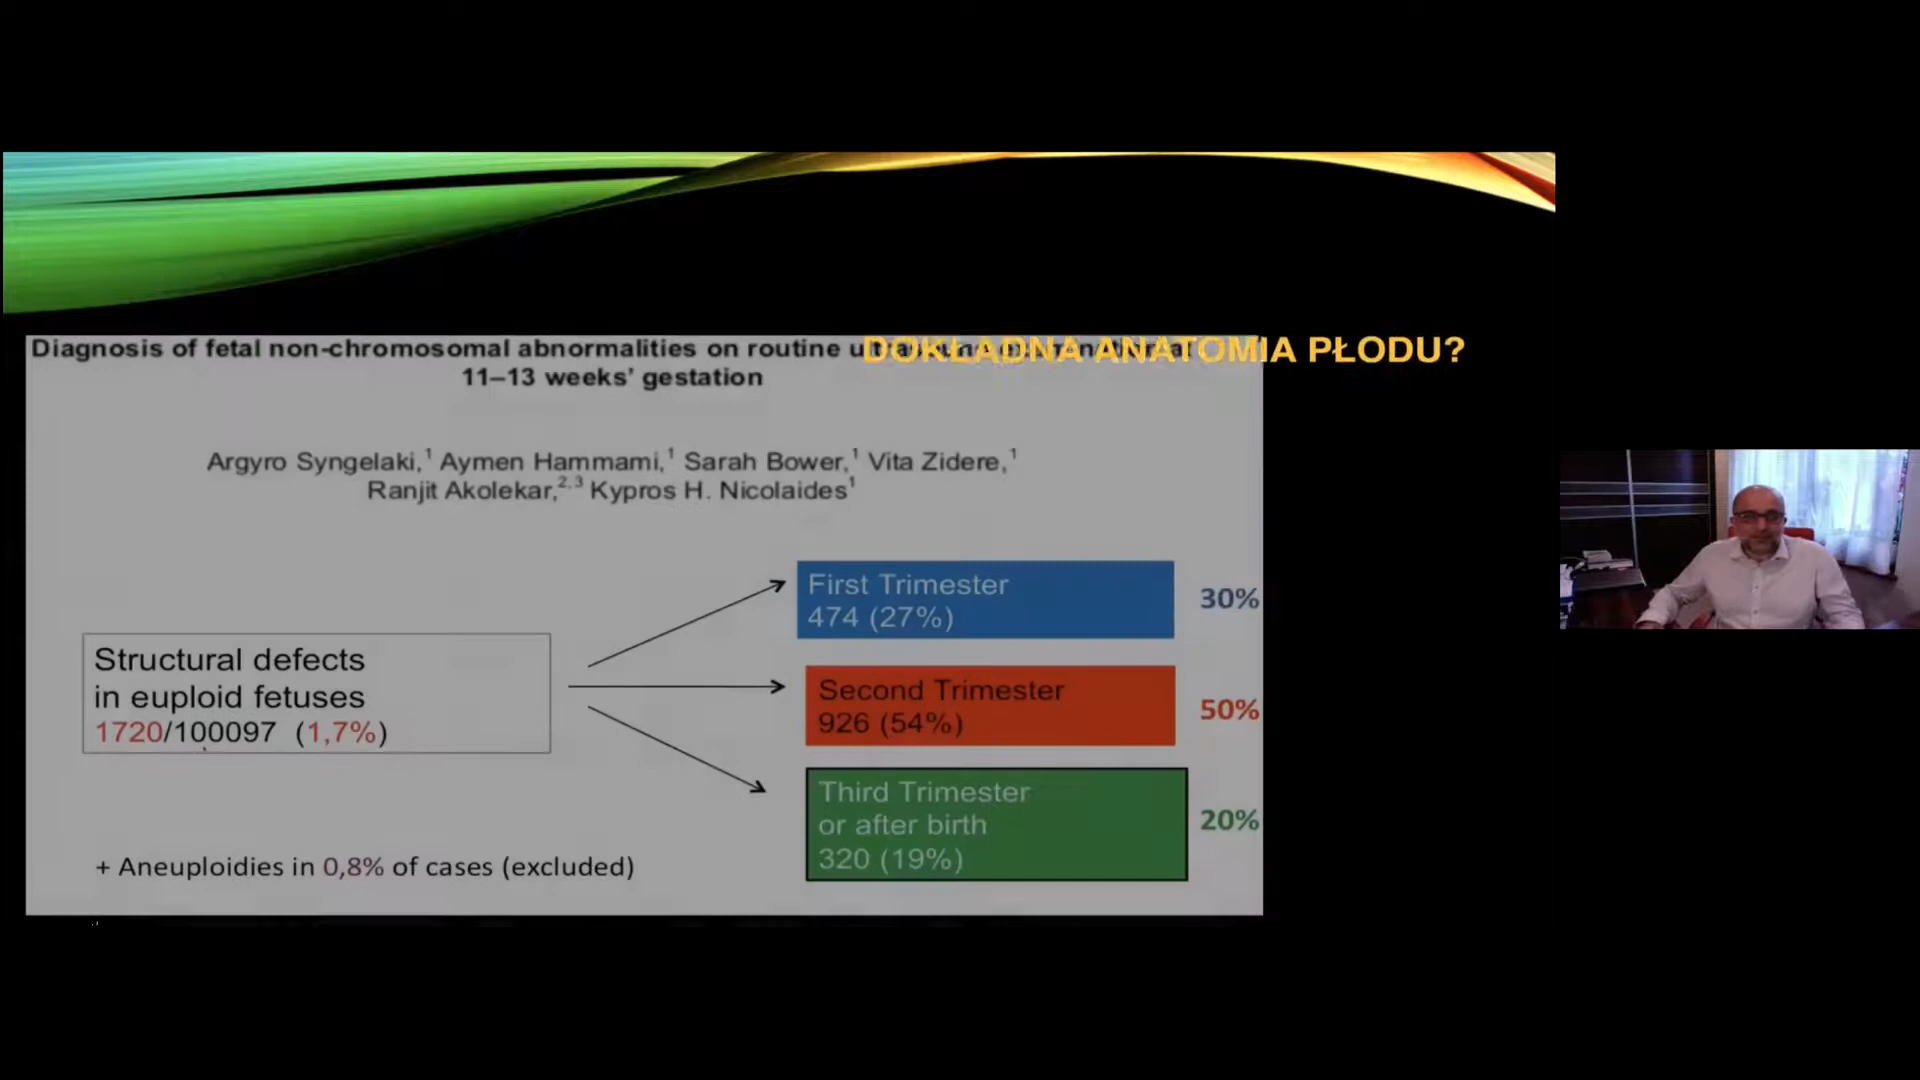 DOKŁADNA ANATOMIA PŁODU?
Diagnosis of fetal non-chromosomal abnormalities on routine
11–13 weeks’ gestation
Argyro Syngelaki,¹ Aymen Hammami,¹ Sarah Bower,¹ Vita Zidere,¹
Ranjit Akolekar,²,³ Kypros H. Nicolaides¹
Structural defects
in euploid fetuses
1720/100097 (1,7%)
First Trimester
474 (27%)
30%
Second Trimester
926 (54%)
50%
Third Trimester
or after birth
320 (19%)
20%
+ Aneuploidies in 0,8% of cases (excluded)